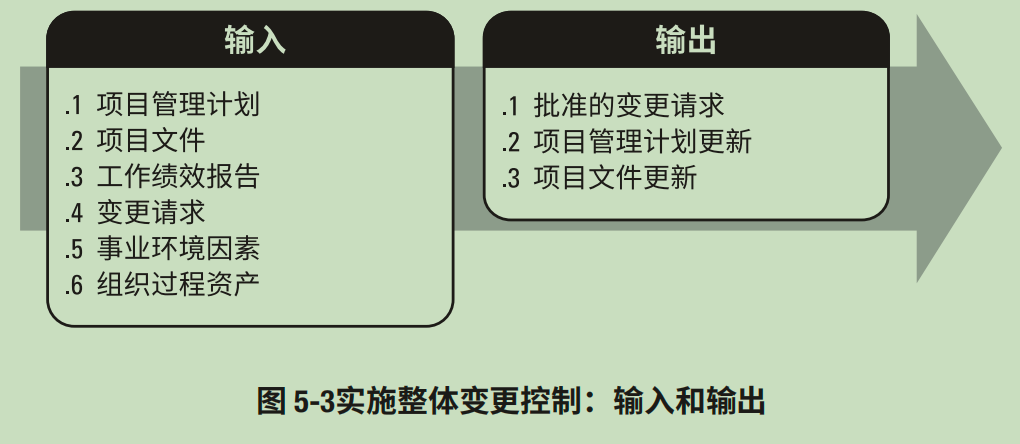 输入
.1 项目管理计划
.2 项目文件
.3 工作绩效报告
.4 变更请求
.5 事业环境因素
.6 组织过程资产
输出
.1 批准的变更请求
.2 项目管理计划更新
.3 项目文件更新
图 5-3实施整体变更控制：输入和输出